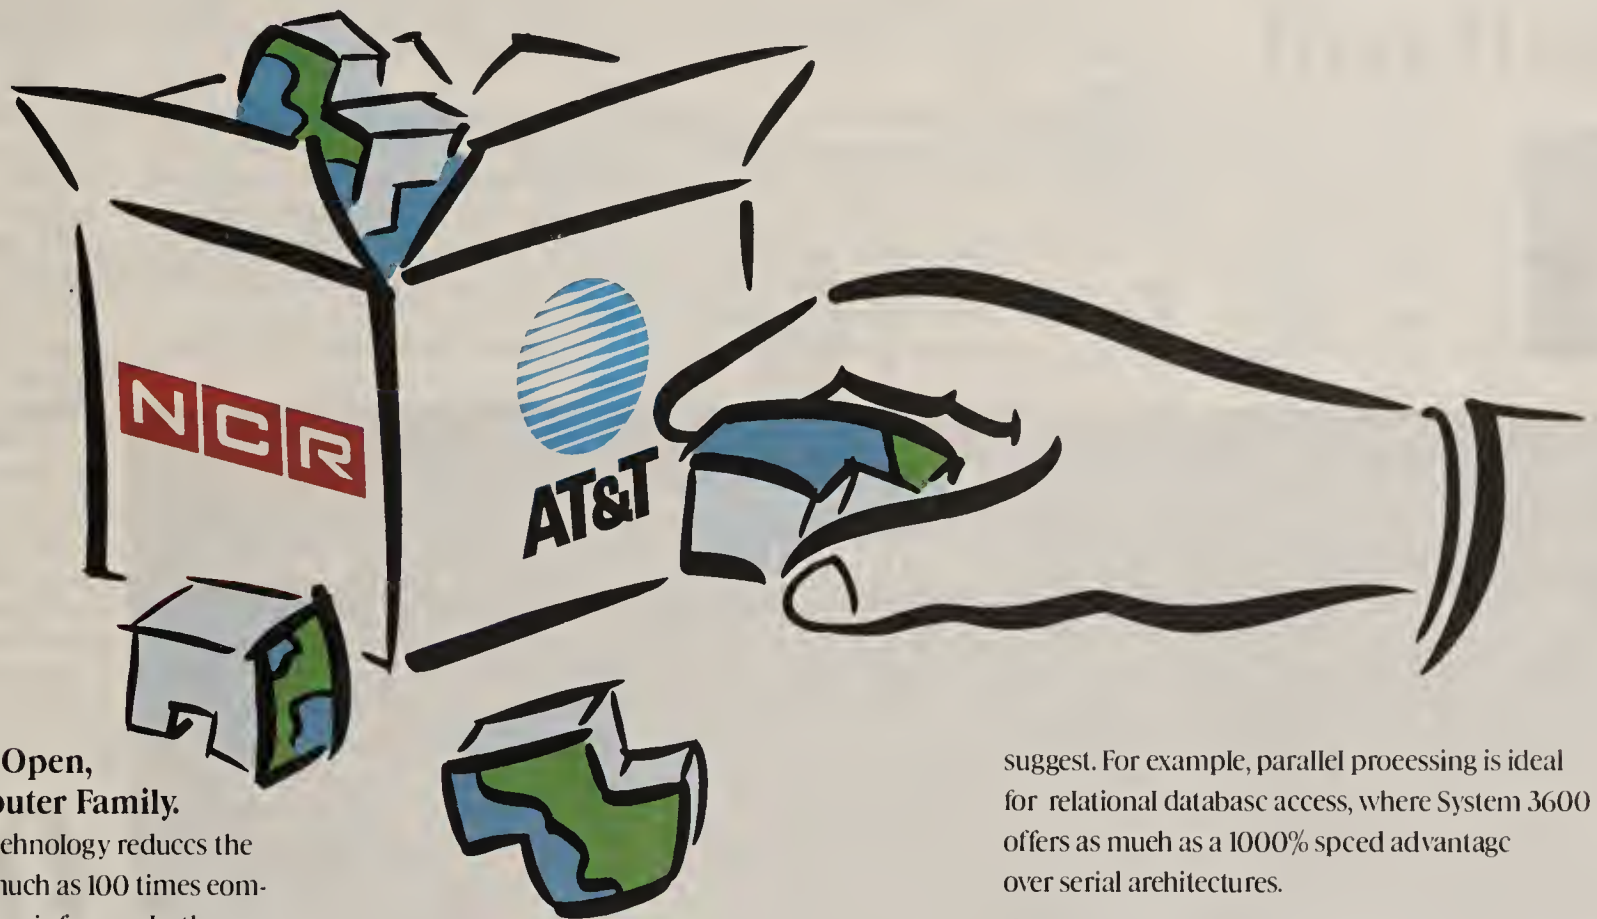 NCR
AT&T
Open,
outer Family.
ehnology reduces the
nuch as 100 times com-
suggest. For example, parallel processing is ideal
for relational database access, where System 3600
offers as much as a 1000% speed advantage
over serial architectures.